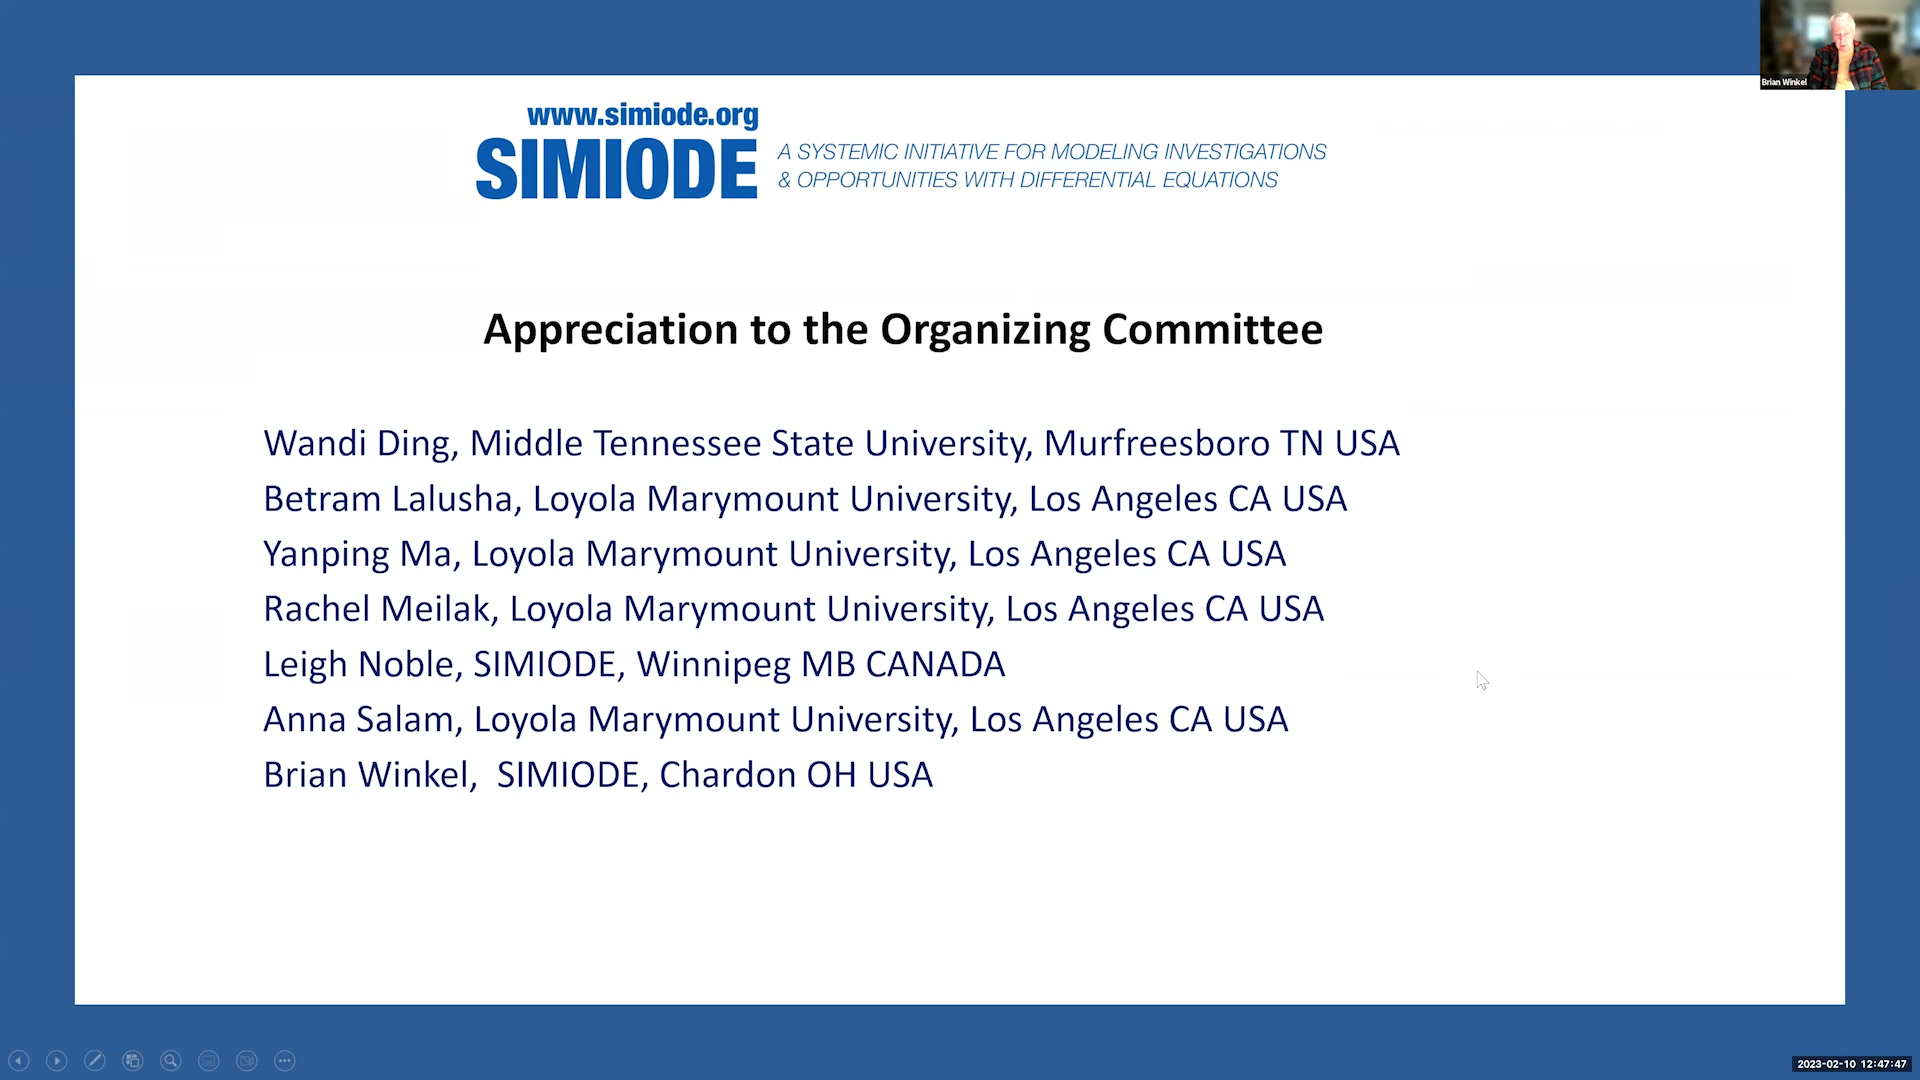 Brian Winkel
www.simiode.org
SIMIODE
A SYSTEMIC INITIATIVE FOR MODELING INVESTIGATIONS
& OPPORTUNITIES WITH DIFFERENTIAL EQUATIONS
Appreciation to the Organizing Committee
Wandi Ding, Middle Tennessee State University, Murfreesboro TN USA
Betram Lalusha, Loyola Marymount University, Los Angeles CA USA
Yanping Ma, Loyola Marymount University, Los Angeles CA USA
Rachel Meilak, Loyola Marymount University, Los Angeles CA USA
Leigh Noble, SIMIODE, Winnipeg MB CANADA
Anna Salam, Loyola Marymount University, Los Angeles CA USA
Brian Winkel,  SIMIODE, Chardon OH USA
2023-02-10 12:47:47